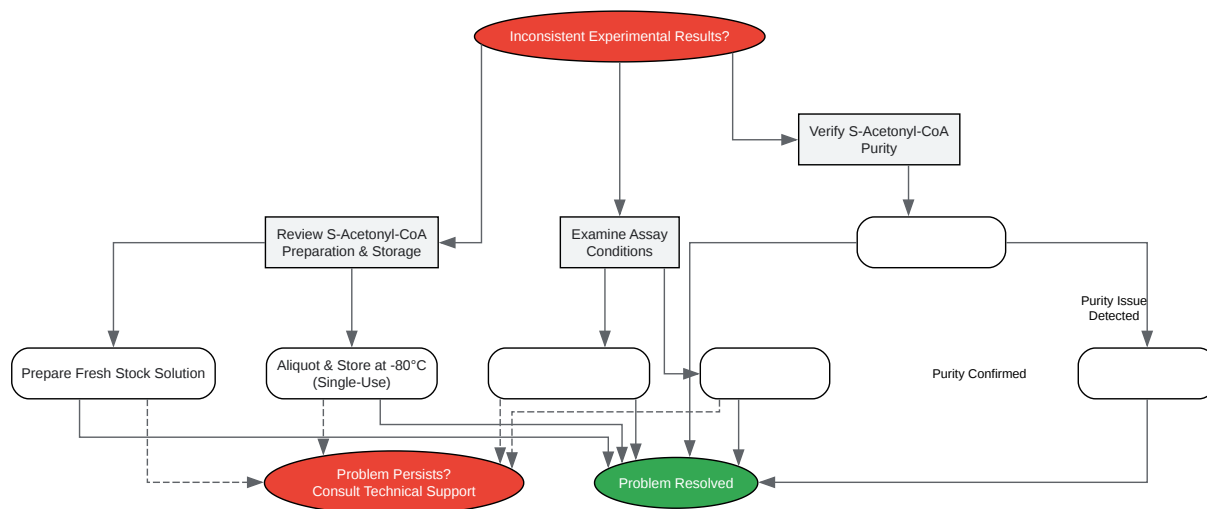 Inconsistent Experimental Results?
Verify S-Acetonyl-CoA
Purity
Review S-Acetonyl-CoA
Preparation & Storage
Examine Assay
Conditions
Purity Issue
Detected
Prepare Fresh Stock Solution
Aliquot & Store at -80°C
(Single-Use)
Purity Confirmed
Problem Persists?
Consult Technical Support
Problem Resolved